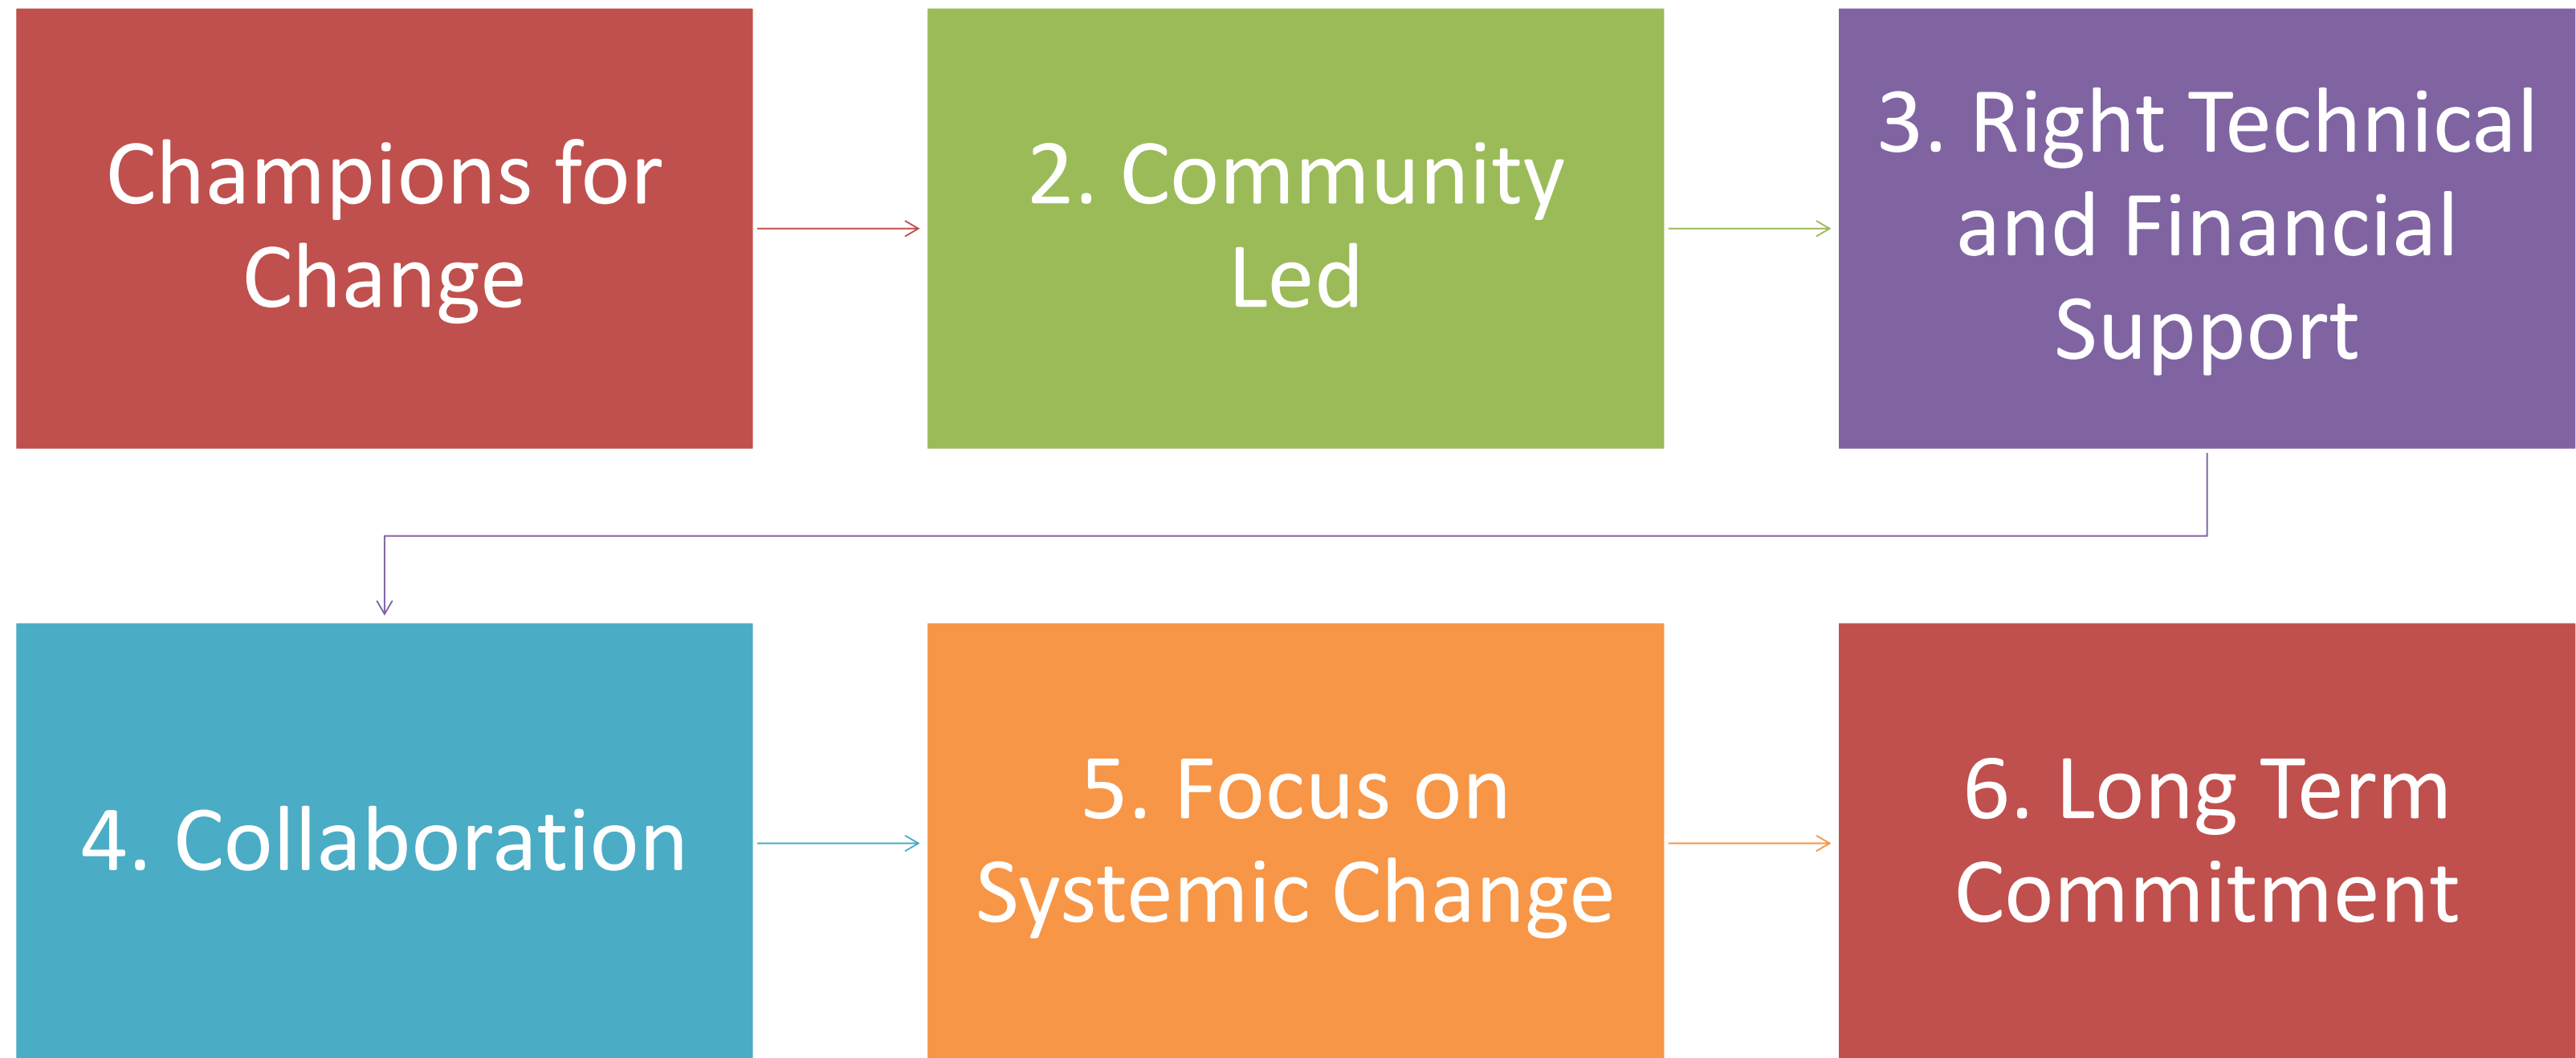 Champions for
Change
2. Community
Led
3. Right Technical
and Financial
Support
4. Collaboration
5. Focus on
Systemic Change
6. Long Term
Commitment